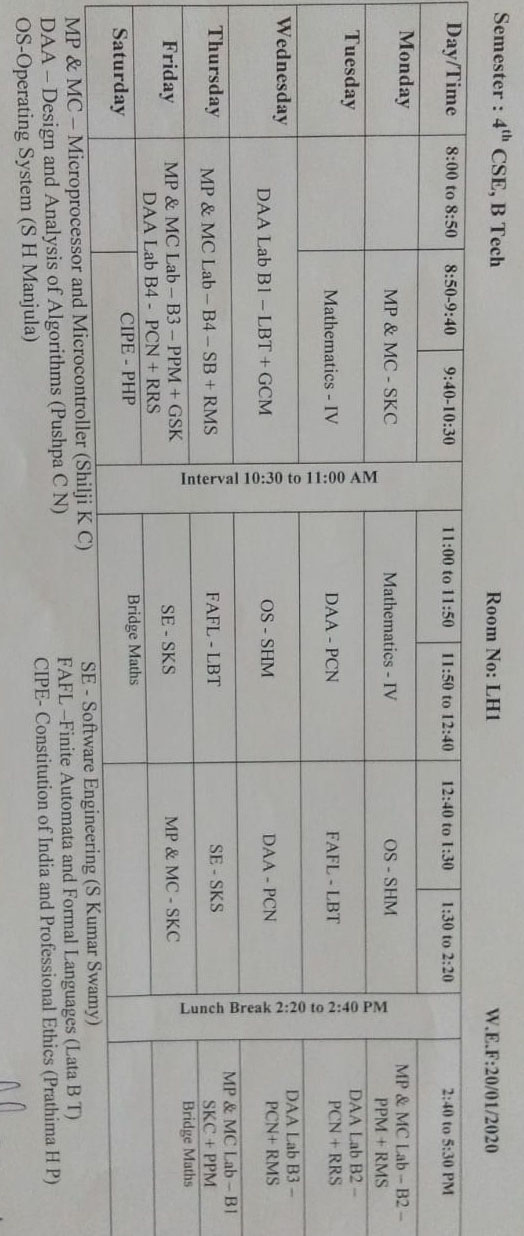 Semester : 4th CSE, B Tech Room No: LH1 W.E.F:20/01/2020
Day/Time 8:00 to 8:50 8:50-9:40 9:40-10:30 11:00 to 11:50 11:50 to 12:40 12:40 to 1:30 1:30 to 2:20 2:40 to 5:30 PM
Interval 10:30 to 11:00 AM
Lunch Break 2:20 to 2:40 PM
Monday MP & MC - SKC Mathematics - IV OS - SHM MP & MC Lab – B2 –
PPM + RMS
Tuesday Mathematics - IV DAA - PCN FAFL - LBT DAA Lab B2 –
PCN + RRS
Wednesday DAA Lab B1 – LBT + GCM OS - SHM DAA - PCN DAA Lab B3 –
PCN+ RMS
Thursday MP & MC Lab – B4 – SB + RMS FAFL - LBT SE - SKS MP & MC Lab – B1
SKC + PPM
Friday MP & MC Lab – B3 – PPM + GSK SE - SKS MP & MC - SKC Bridge Maths
DAA Lab B4 - PCN + RRS
Saturday CIPE - PHP Bridge Maths
MP & MC – Microprocessor and Microcontroller (Shilji K C) SE - Software Engineering (S Kumar Swamy)
DAA – Design and Analysis of Algorithms (Pushpa C N) FAFL –Finite Automata and Formal Languages (Lata B T)
OS-Operating System (S H Manjula) CIPE- Constitution of India and Professional Ethics (Prathima H P)